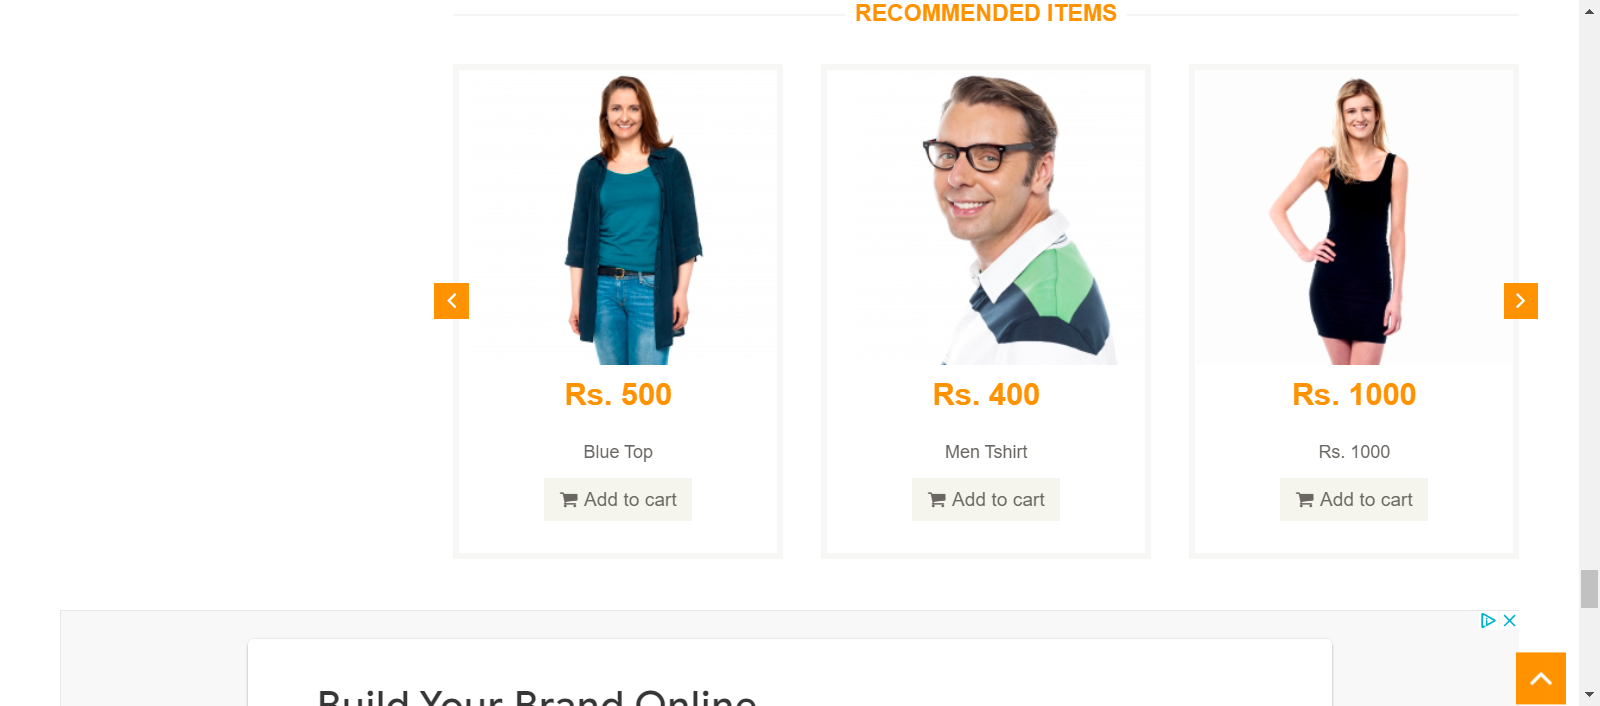 RECOMMENDED ITEMS
Rs. 500
Rs. 400
Rs. 1000
Blue Top
Men Tshirt
Rs. 1000
Add to cart
Add to cart
Add to cart
Build Your Brand Online